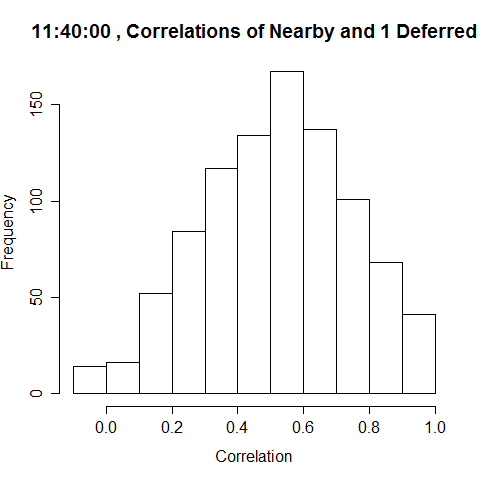 11:40:00 , Correlations of Nearby and 1 Deferred
Frequency
150
100
50
0
0.0 0.2 0.4 0.6 0.8 1.0
Correlation